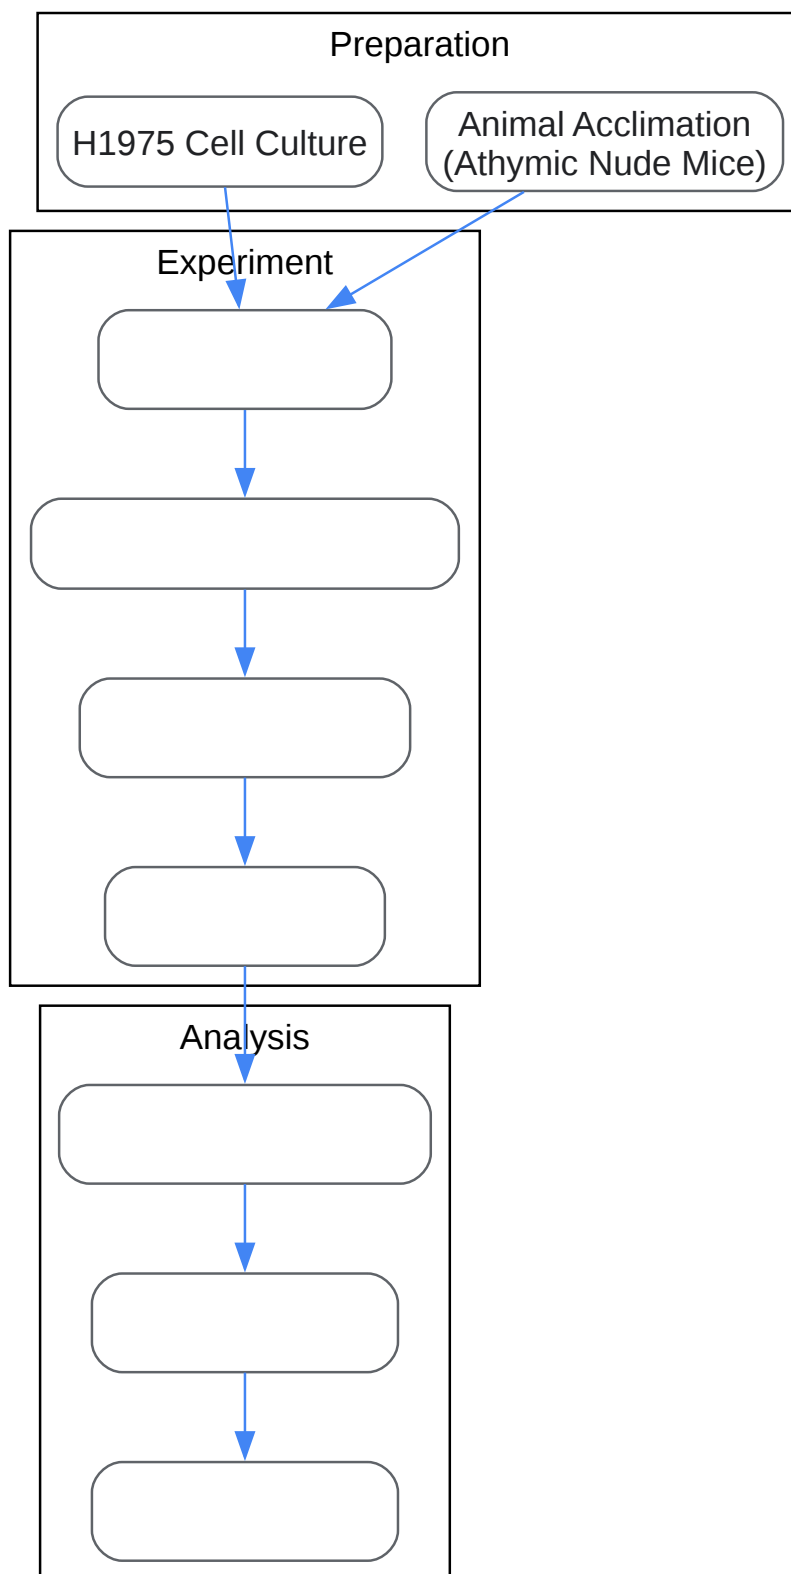 Preparation
H1975 Cell Culture
Animal Acclimation
(Athymic Nude Mice)
Experiment
Analysis